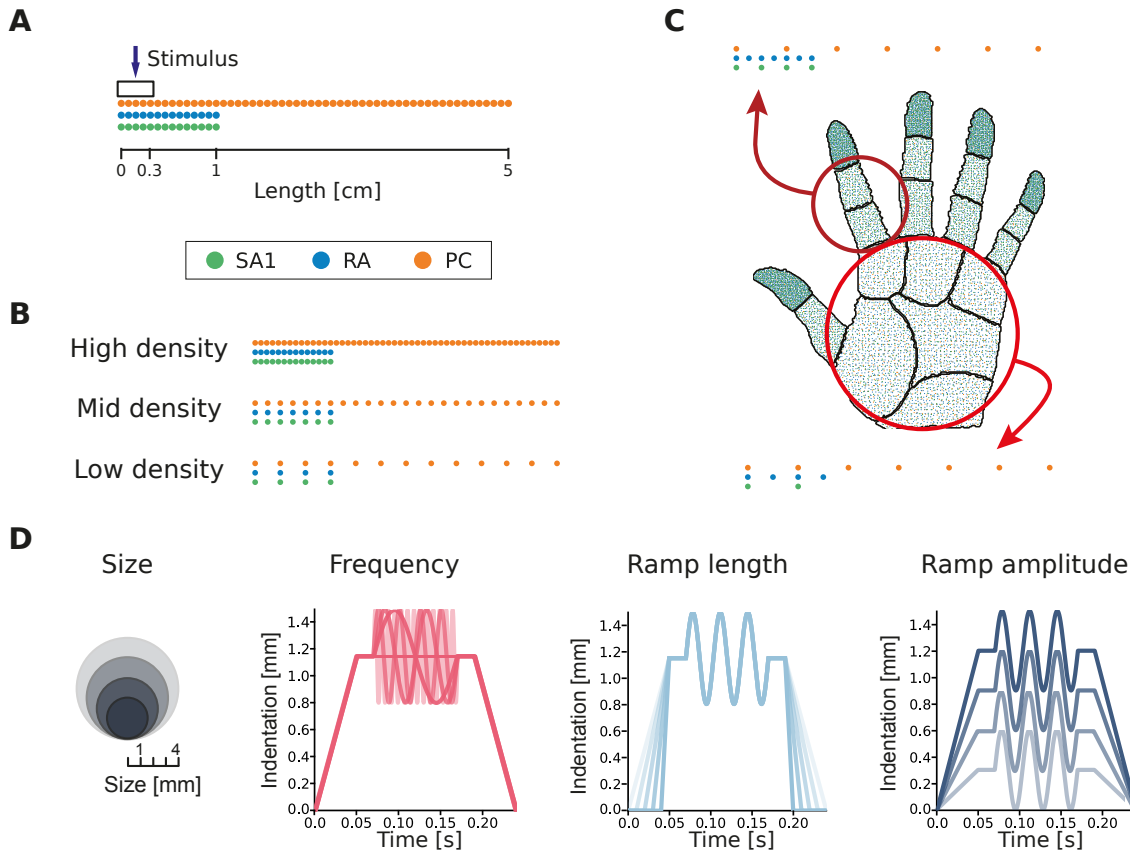 A
Stimulus
0 0.3 1 5
Length [cm]
SA1 RA PC
B
High density
Mid density
Low density
C
D
Size
1 4
Size [mm]
Frequency
Indentation [mm]
1.4
1.2
1.0
0.8
0.6
0.4
0.2
0.0
0.0 0.05 0.10 0.15 0.20
Time [s]
Ramp length
Indentation [mm]
1.4
1.2
1.0
0.8
0.6
0.4
0.2
0.0
0.0 0.05 0.10 0.15 0.20
Time [s]
Ramp amplitude
Indentation [mm]
1.4
1.2
1.0
0.8
0.6
0.4
0.2
0.0
0.0 0.05 0.10 0.15 0.20
Time [s]